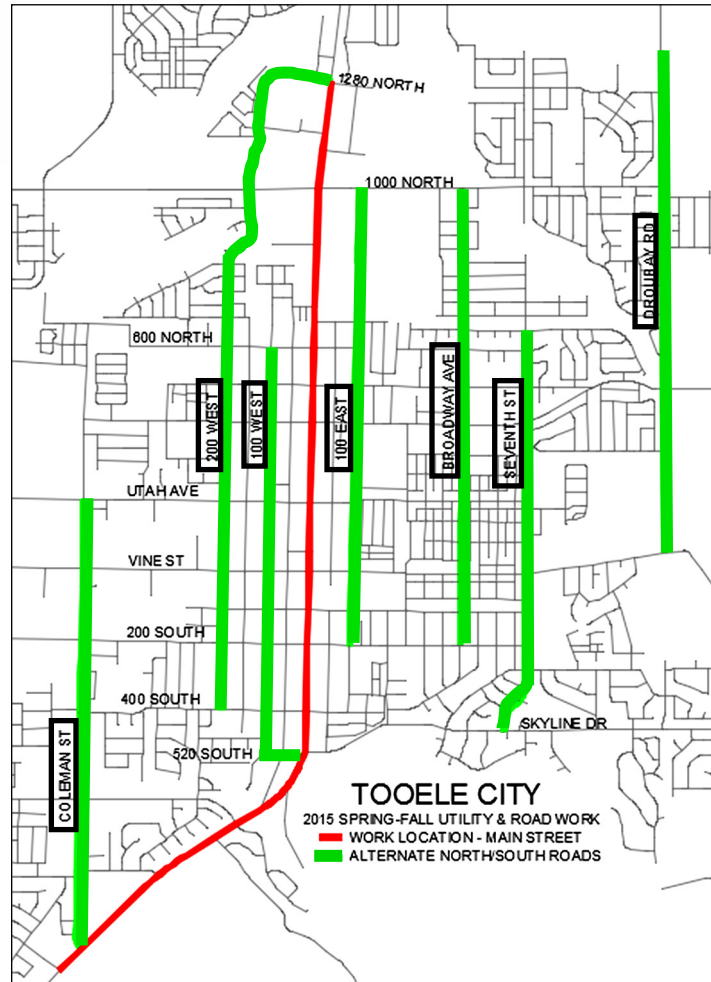 1280 NORTH
1000 NORTH
DROUBAY RD
600 NORTH
200 WEST
100 WEST
100 EAST
BROADWAY AVE
SEVENTH ST
UTAH AVE
VINE ST
200 SOUTH
400 SOUTH
SKYLINE DR
520 SOUTH
COLEMAN ST
TOOELE CITY
2015 SPRING-FALL UTILITY & ROAD WORK
WORK LOCATION - MAIN STREET
ALTERNATE NORTH/SOUTH ROADS